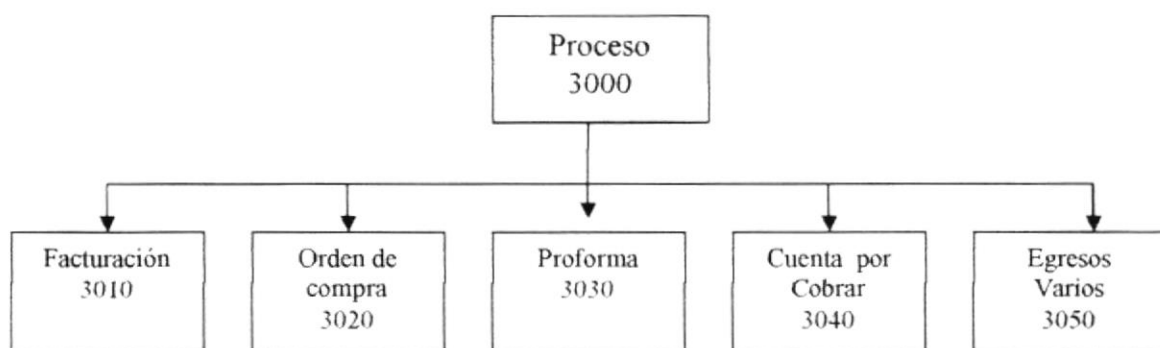 Proceso
3000
Facturación
3010
Orden de
compra
3020
Proforma
3030
Cuenta por
Cobrar
3040
Egresos
Varios
3050